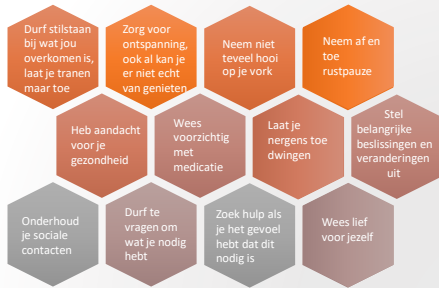 Durf stilstaan
bij wat jou
overkomen is,
laat je tranen
maar toe
Zorg voor
ontspanning,
ook al kan je
er niet echt
van genieten
Neem niet
teveel hooi
op je vork
Neem af en
toe
rustpauze
Heb aandacht
voor je
gezondheid
Wees
voorzichtig
met
medicatie
Laat je
nergens toe
dwingen
Stel
belangrijke
beslissingen en
veranderingen
uit
Onderhoud
je sociale
contacten
Durf te
vragen om
wat je nodig
hebt
Zoek hulp als
je het gevoel
hebt dat dit
nodig is
Wees lief
voor jezelf